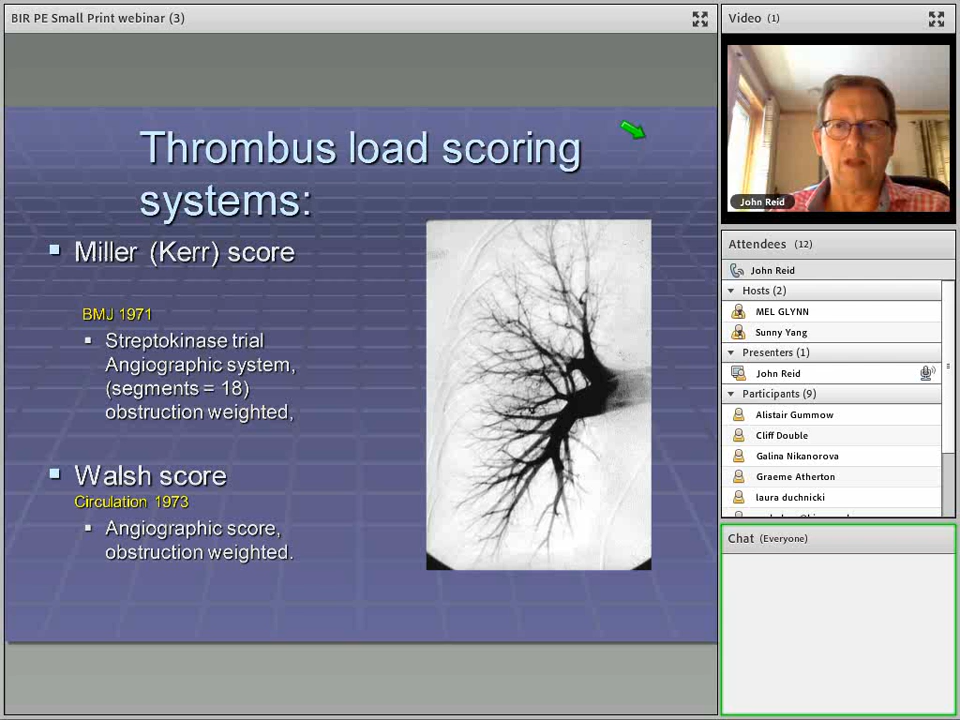 BIR PE Small Print webinar (3)
Thrombus load scoring
systems:
Miller (Kerr) score
BMJ 1971
Streptokinase trial
Angiographic system,
(segments = 18)
obstruction weighted,
Walsh score
Circulation 1973
Angiographic score,
obstruction weighted.
Video (1)
John Reid
Attendees (12)
John Reid
Hosts (2)
MEL GLYNN
Sunny Yang
Presenters (1)
John Reid
Participants (9)
Alistair Gummow
Cliff Double
Galina Nikanorova
Graeme Atherton
laura duchnicki
Chat (Everyone)